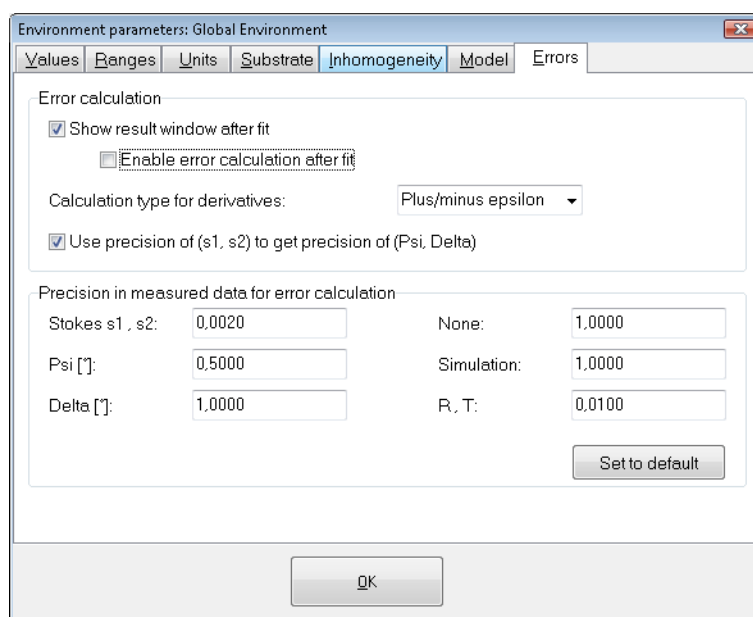 Environment parameters: Global Environment
Values Ranges Units Substrate Inhomogeneity Model Errors
Error calculation
Show result window after fit
Enable error calculation after fit
Calculation type for derivatives: Plus/minus epsilon
Use precision of (s1, s2) to get precision of (Psi, Delta)
Precision in measured data for error calculation
Stokes s1 , s2: 0,0020 None: 1,0000
Psi [°]: 0,5000 Simulation: 1,0000
Delta [°]: 1,0000 R , T: 0,0100
Set to default
OK